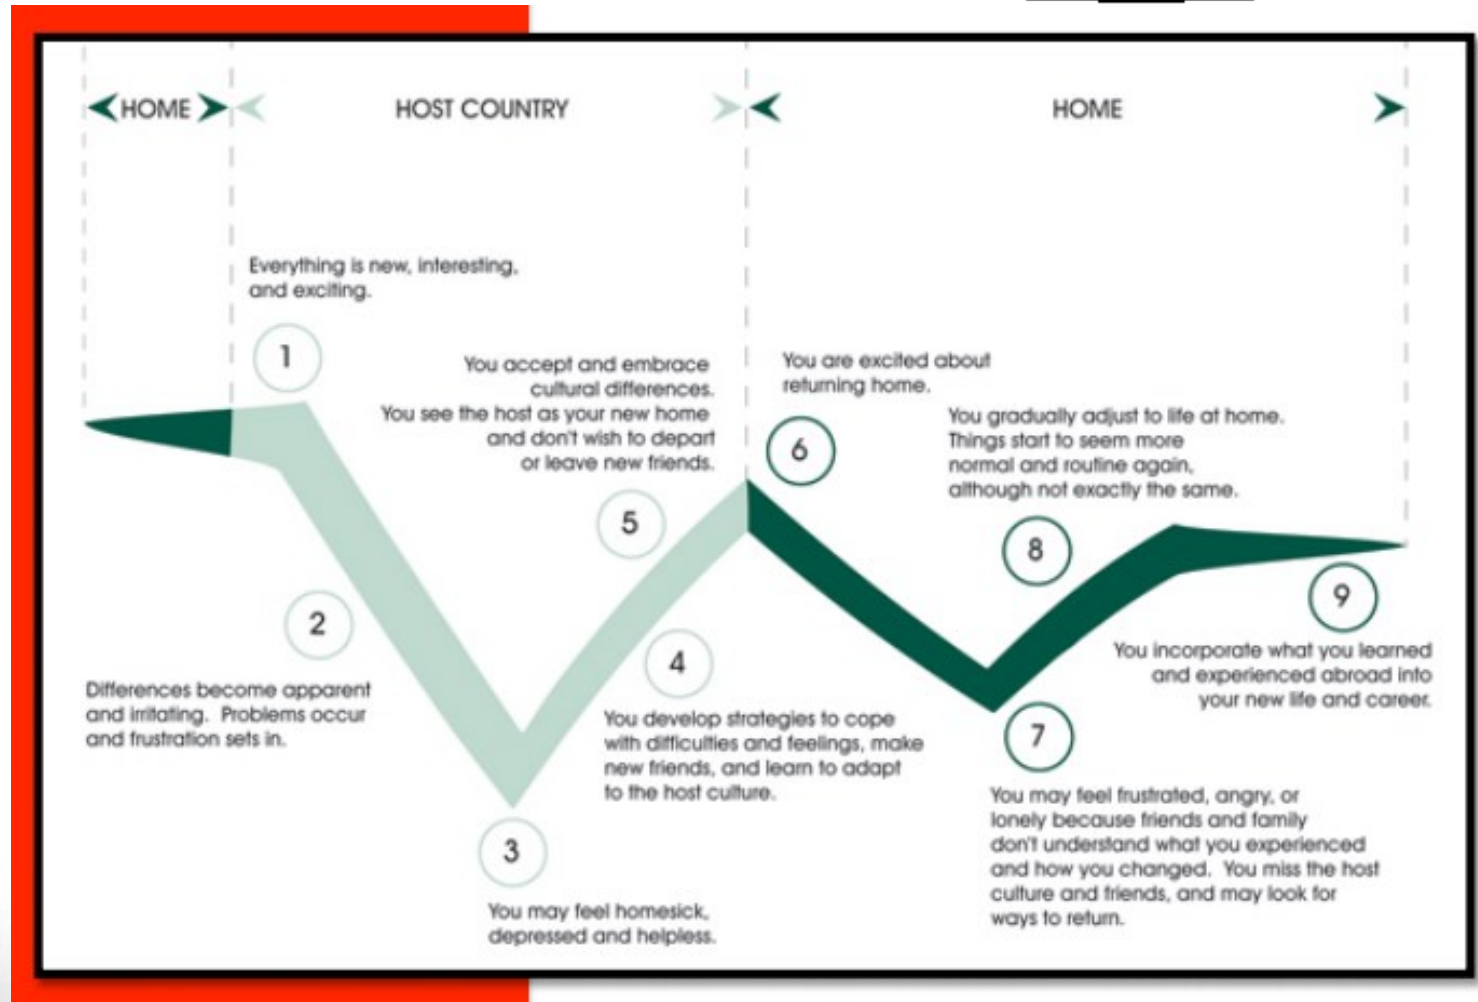 HOME
HOST COUNTRY
HOME
Everything is new, interesting,
and exciting.
1
2
Differences become apparent
and irritating. Problems occur
and frustration sets in.
3
You may feel homesick,
depressed and helpless.
4
You develop strategies to cope
with difficulties and feelings, make
new friends, and learn to adapt
to the host culture.
You accept and embrace
cultural differences.
You see the host as your new home
and don't wish to depart
or leave new friends.
5
You are excited about
returning home.
6
7
You may feel frustrated, angry, or
lonely because friends and family
don't understand what you experienced
and how you changed. You miss the host
culture and friends, and may look for
ways to return.
You gradually adjust to life at home.
Things start to seem more
normal and routine again,
although not exactly the same.
8
9
You incorporate what you learned
and experienced abroad into
your new life and career.